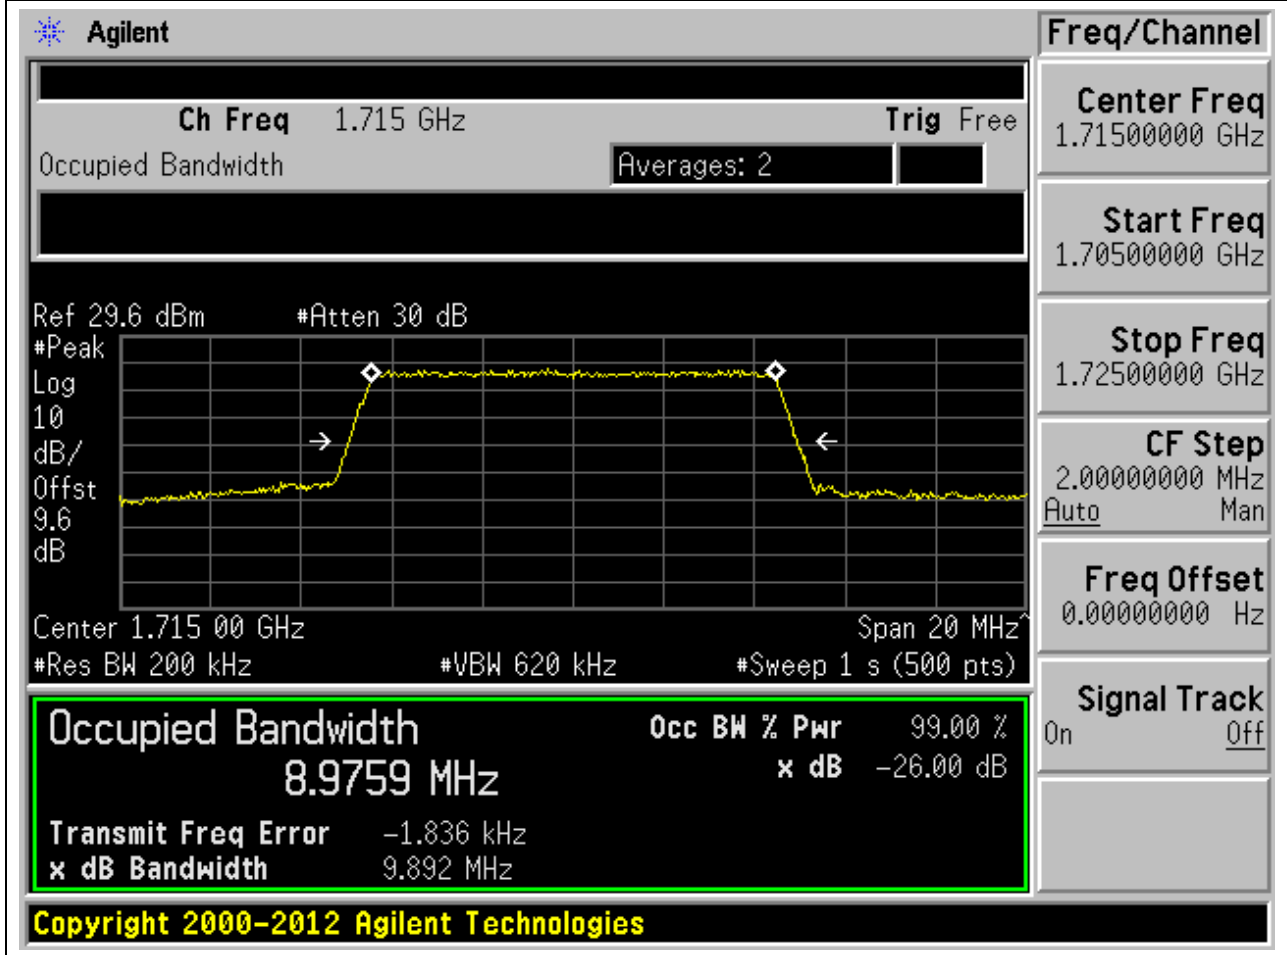 Agilent
Freq/Channel
Ch Freq 1.715 GHz Trig Free
Occupied Bandwidth Averages: 2
Center Freq
1.71500000 GHz
Start Freq
1.70500000 GHz
Stop Freq
1.72500000 GHz
CF Step
2.00000000 MHz
Auto Man
Freq Offset
0.00000000 Hz
Signal Track
On Off
Ref 29.6 dBm #Atten 30 dB
#Peak
Log
10
dB/
Offst
9.6
dB
Center 1.715 00 GHz Span 20 MHz^
#Res BW 200 kHz #VBW 620 kHz #Sweep 1 s (500 pts)
Occupied Bandwidth Occ BW % Pwr 99.00 %
8.9759 MHz x dB -26.00 dB
Transmit Freq Error -1.836 kHz
x dB Bandwidth 9.892 MHz
Copyright 2000-2012 Agilent Technologies